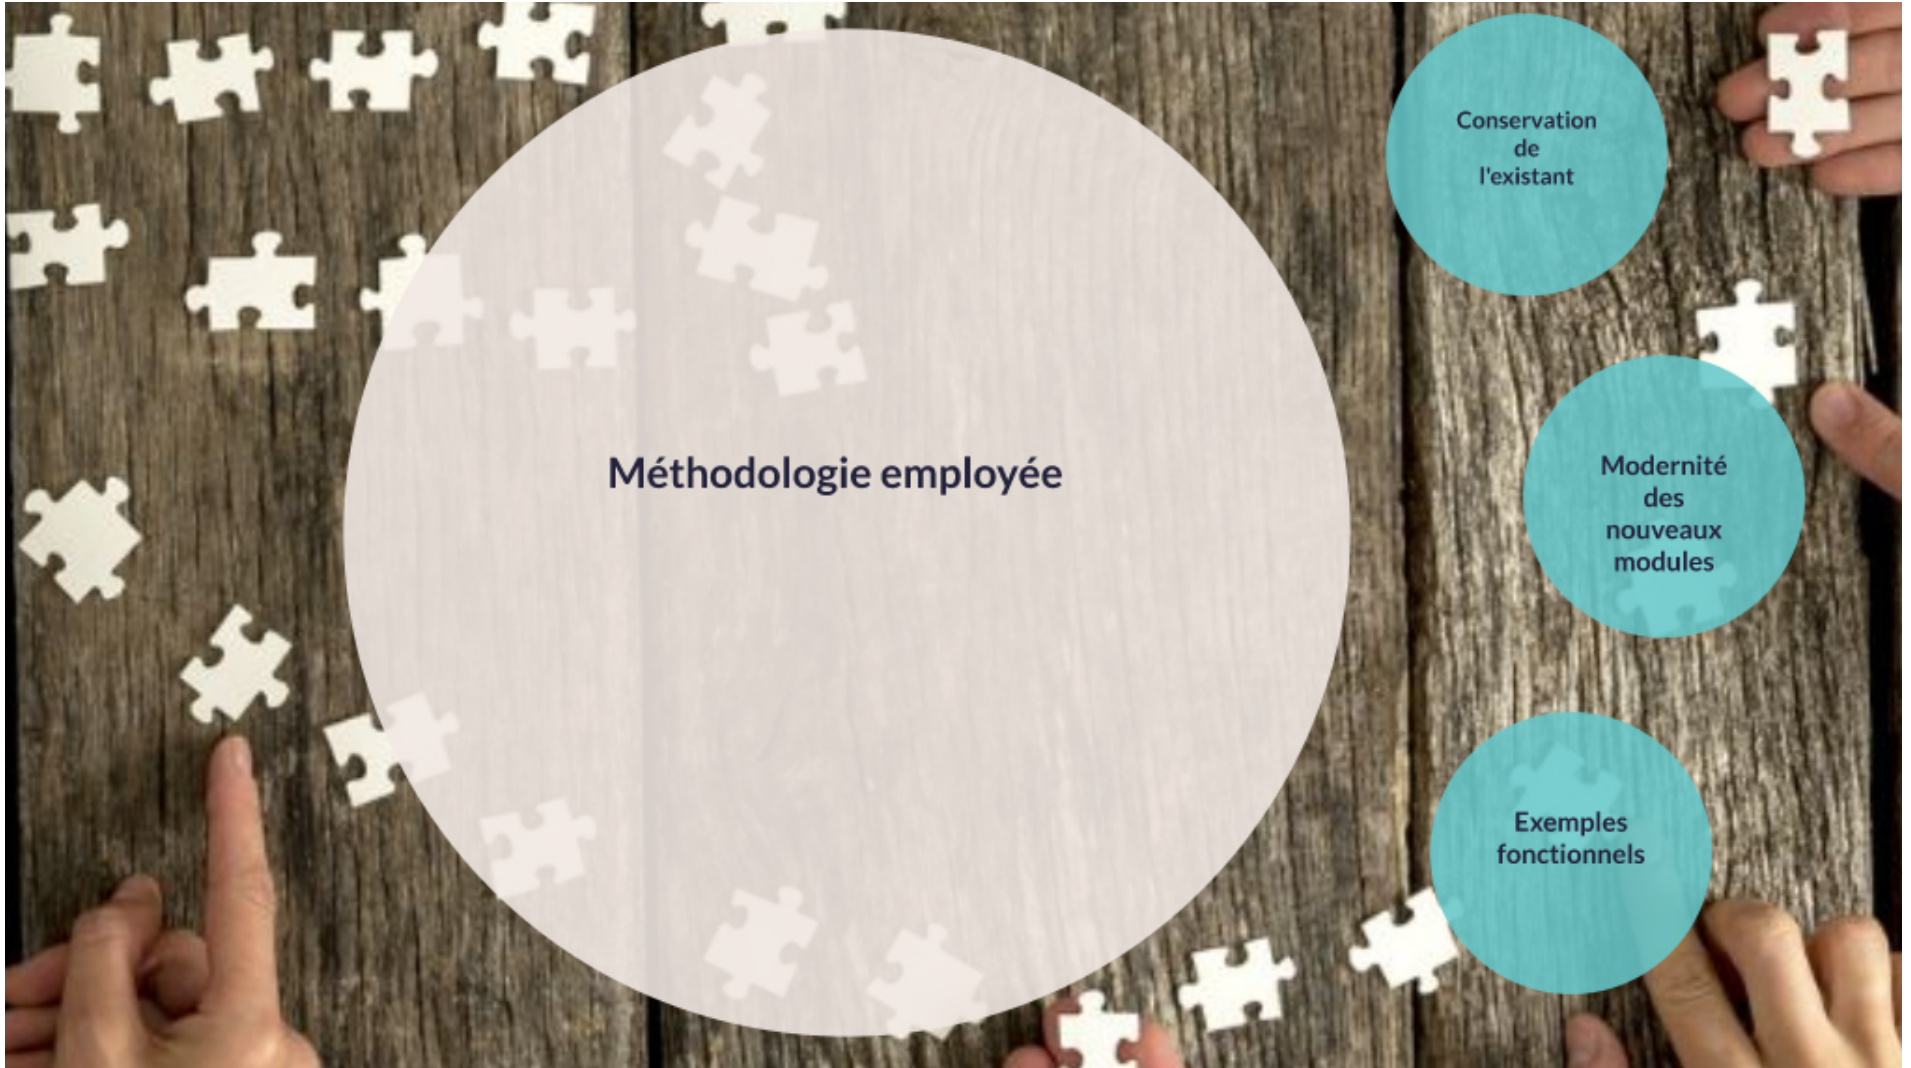 Méthodologie employée
Conservation
de
l'existant
Modernité
des
nouveaux
modules
Exemples
fonctionnels